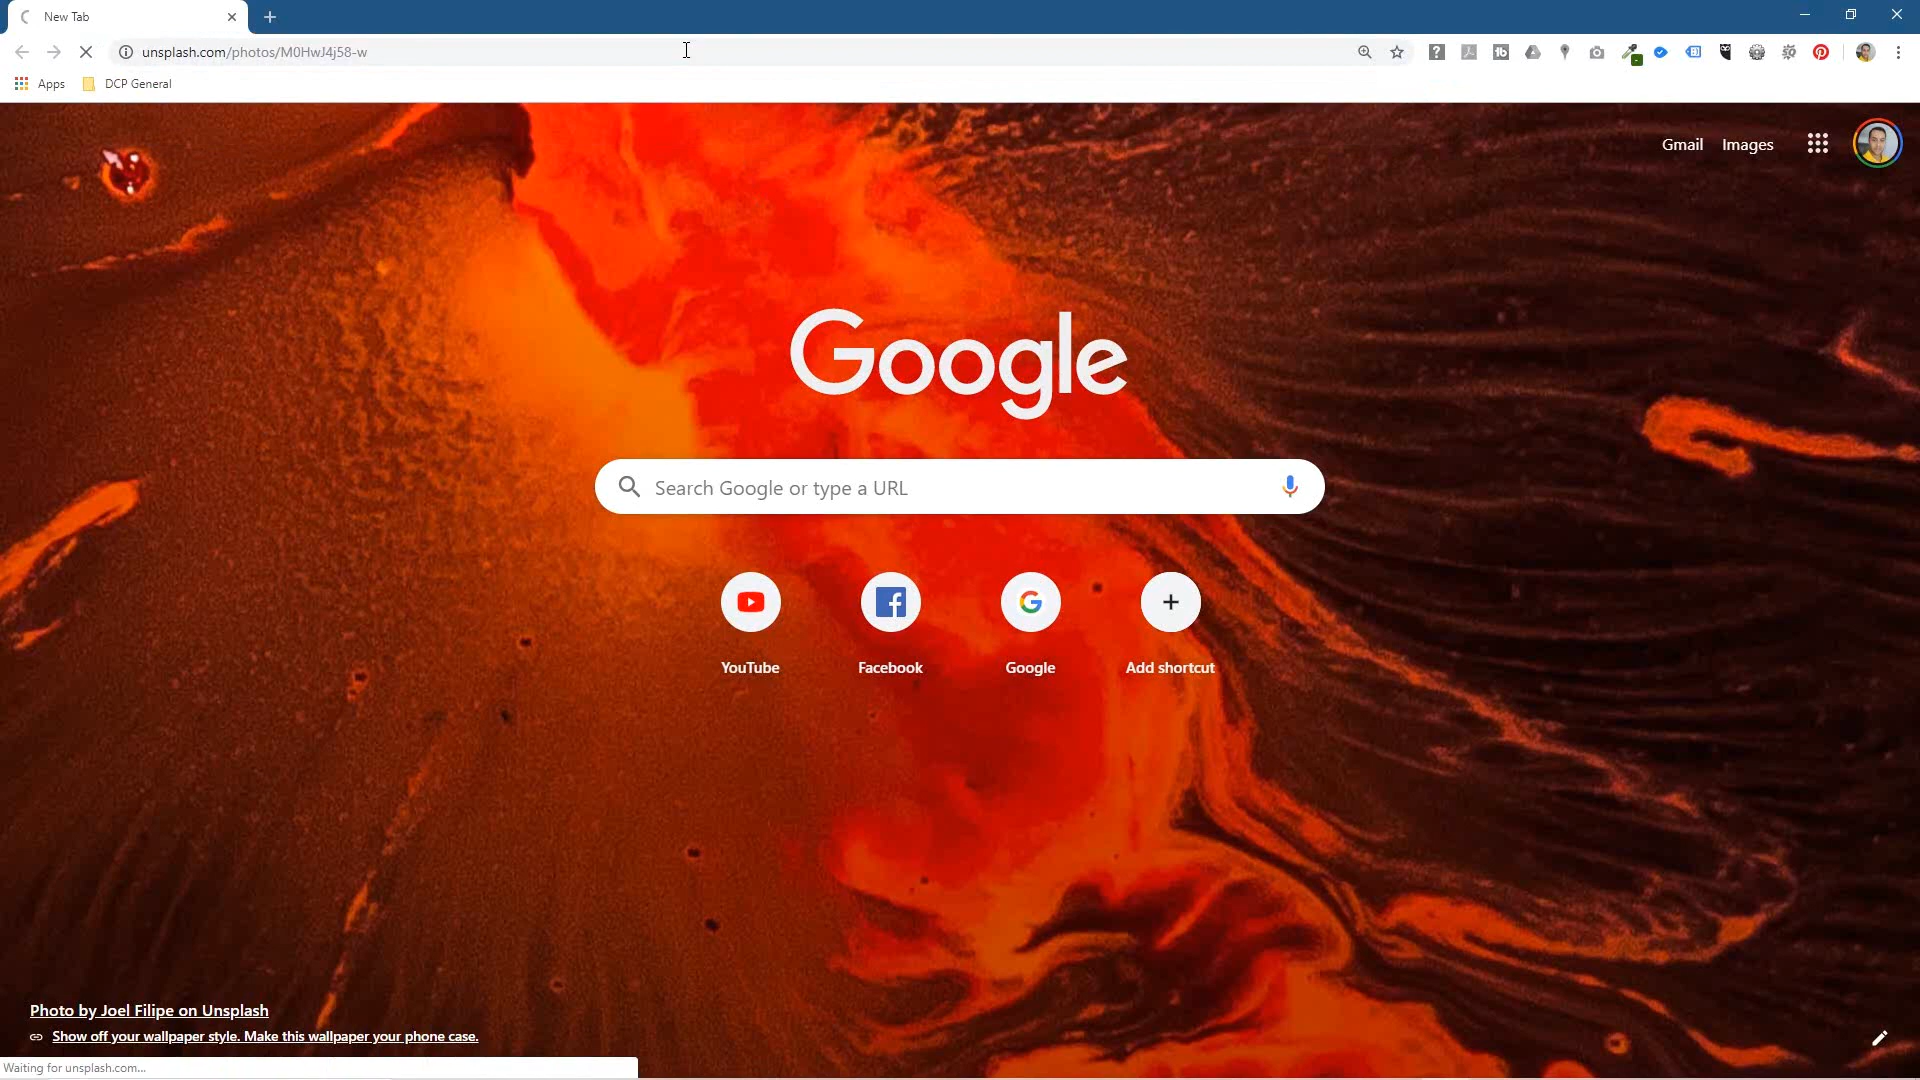 New Tab
unsplash.com/photos/M0HwJ4j58-w
Apps
DCP General
Gmail Images
Google
Search Google or type a URL
YouTube
Facebook
Google
Add shortcut
Photo by Joel Filipe on Unsplash
Show off your wallpaper style. Make this wallpaper your phone case.
Waiting for unsplash.com...